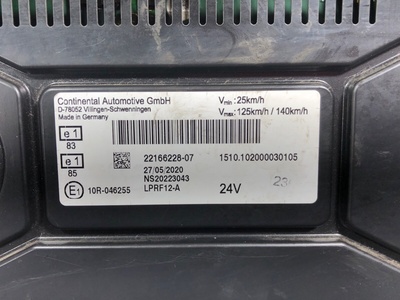 Continental Automotive GmbH
D-78052 Villingen-Schwenningen
Made in Germany
Vmin :25km/h
Vmax:125km/h / 140km/h
e1
83
e1
85
22166228-07
1510.102000030105
27/05/2020
NS20223043
E1 10R-046255
LPRF12-A
24V
23